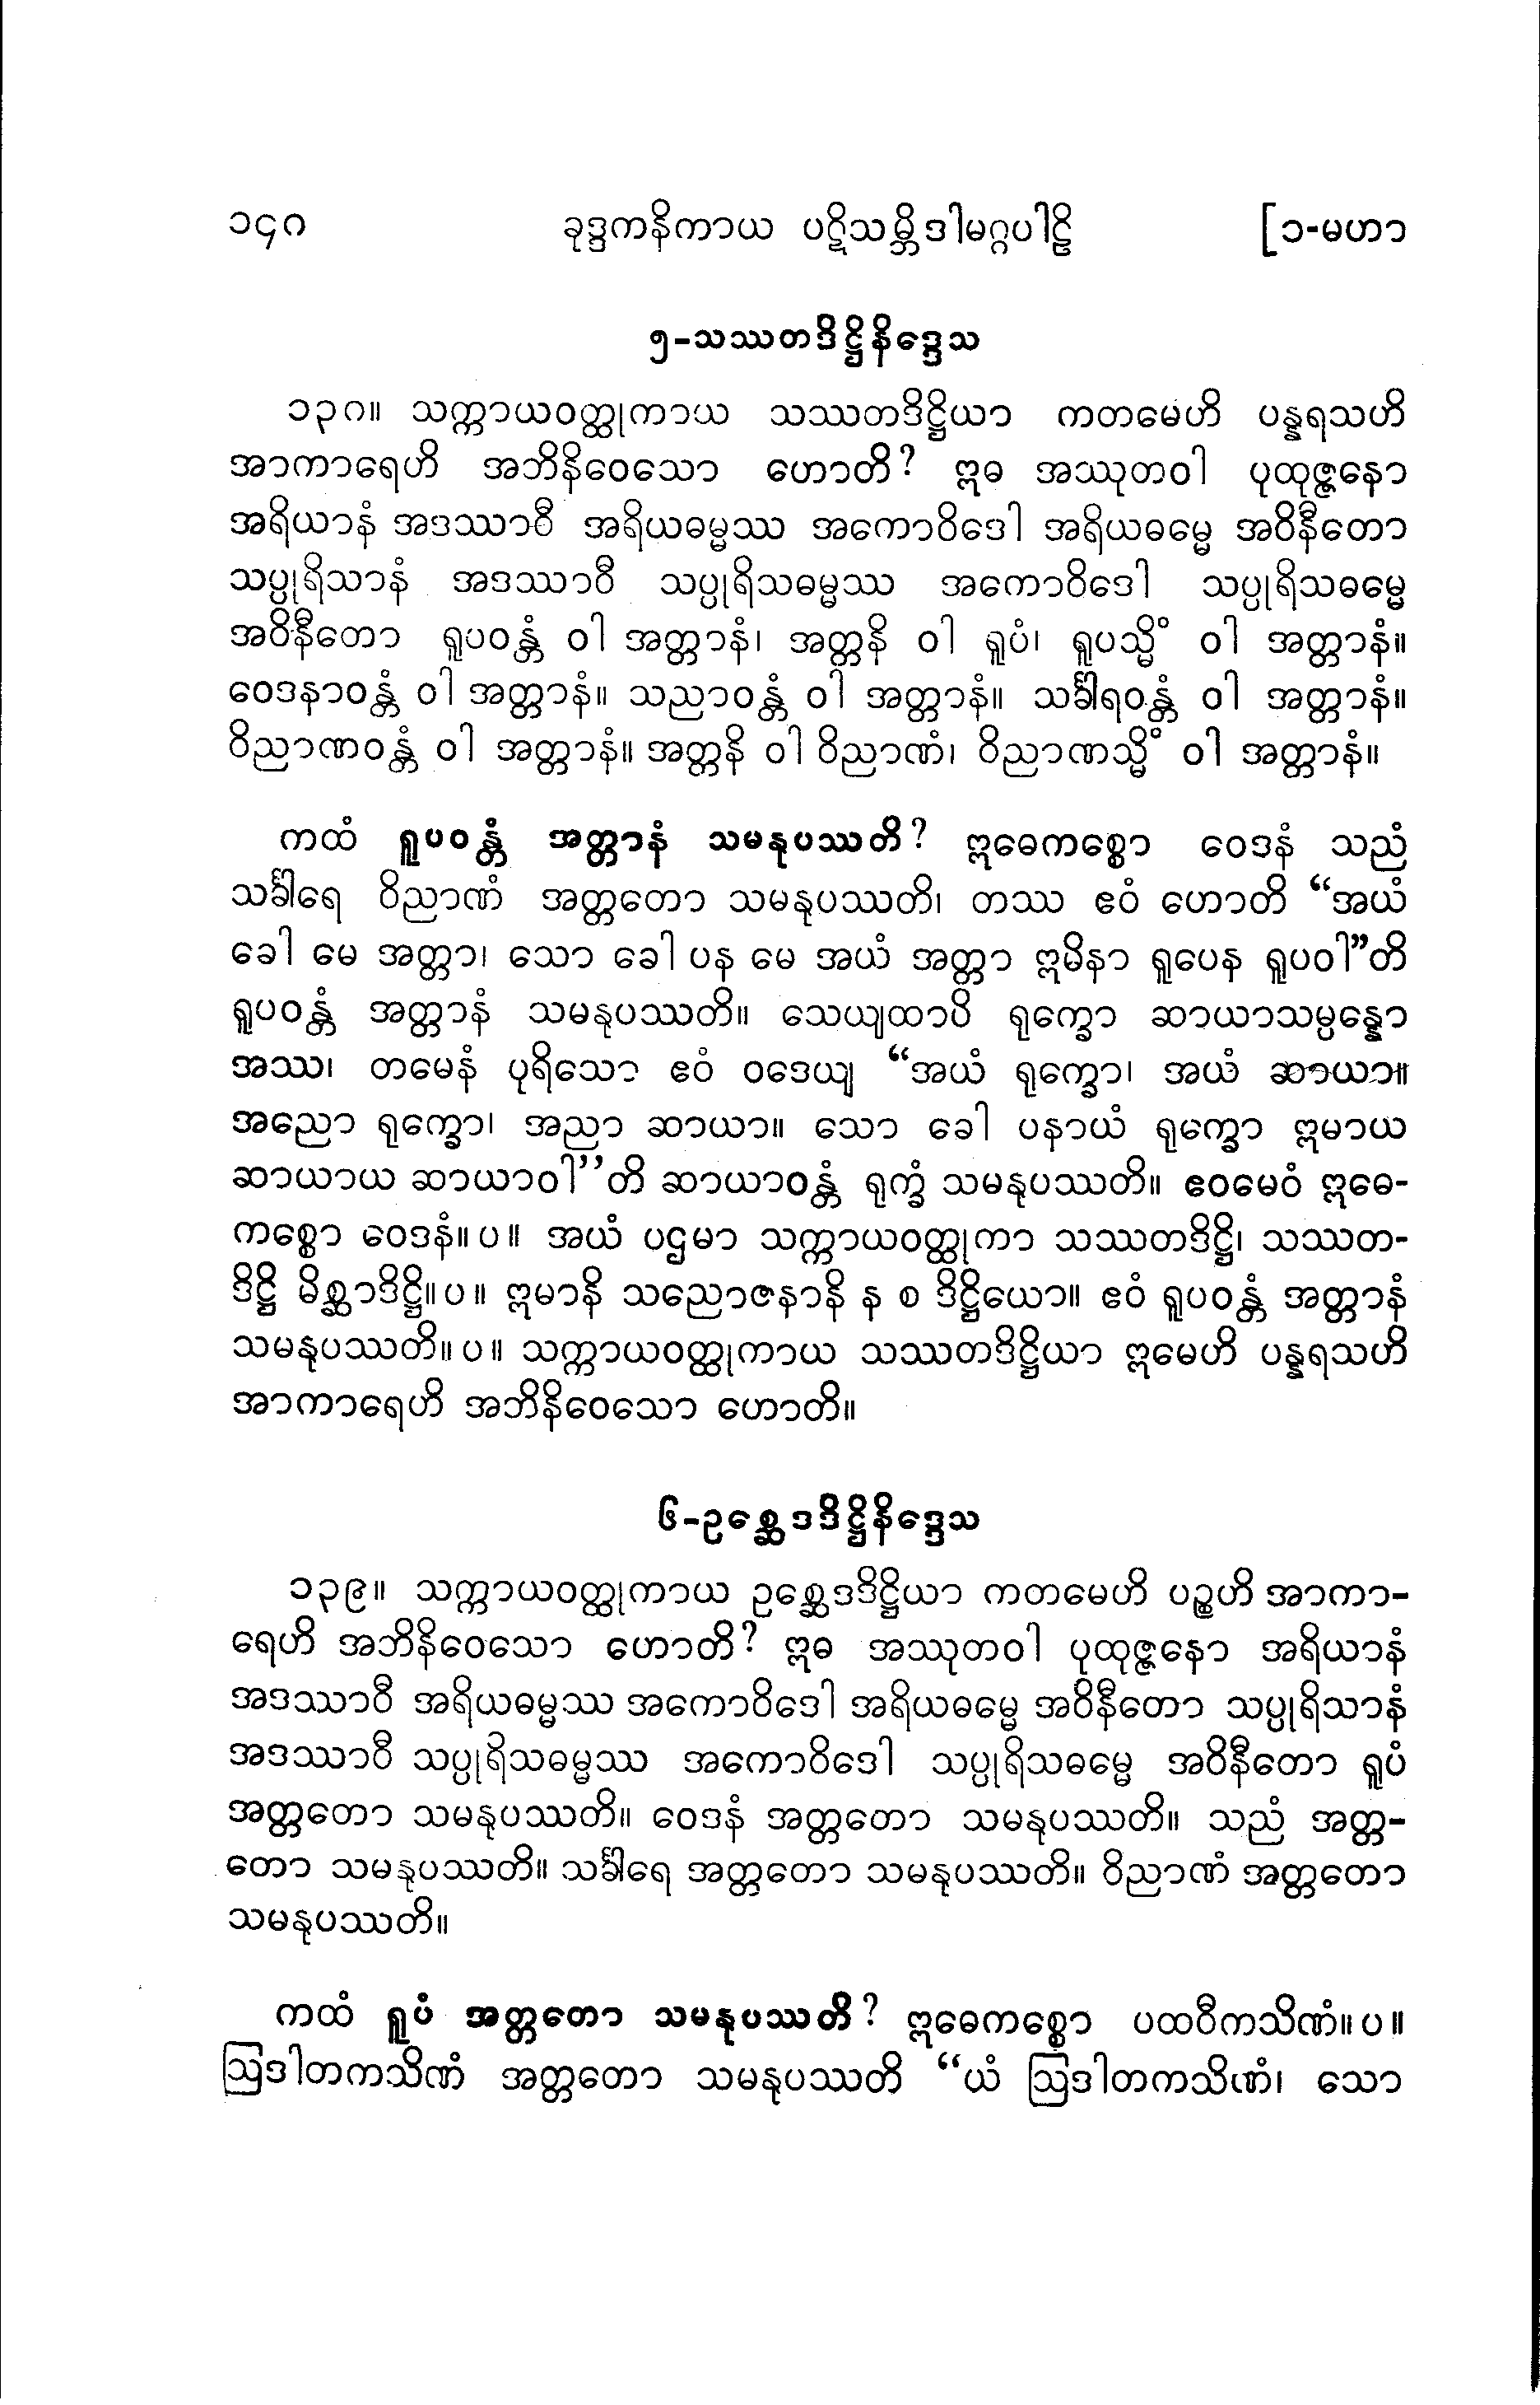 ၁၄၈ ခုဒ္ဒကနိကာယ ပဋိသမ္ဘိဒါမဂ္ဂပါဠိ [၁-မဟာ
၅-သဿတဒိဋ္ဌိနိဒ္ဒေသ
၁၃၈။ သက္ကာယဝတ္ထုကာယ သဿတဒိဋ္ဌိယာ ကတမေဟိ ပန္နရသဟိ
အာကာရေဟိ အဘိနိဝေသော ဟောတိ? ဣဓ အဿုတဝါ ပုထုဇ္ဇနော
အရိယာနံ အဒဿာဝီ အရိယဓမ္မဿ အကောဝိဒေါ အရိယဓမ္မေ အဝိနီတော
သပ္ပုရိသာနံ အဒဿာဝီ သပ္ပုရိသဓမ္မဿ အကောဝိဒေါ သပ္ပုရိသဓမ္မေ
အဝိနီတော ရူပဝန္တံ ဝါ အတ္တာနံ၊ အတ္တနိ ဝါ ရူပံ၊ ရူပသ္မိံ ဝါ အတ္တာနံ။
ဝေဒနာဝန္တံ ဝါ အတ္တာနံ။ သညာဝန္တံ ဝါ အတ္တာနံ။ သင်္ခါရဝန္တံ ဝါ အတ္တာနံ။
ဝိညာဏဝန္တံ ဝါ အတ္တာနံ။ အတ္တနိ ဝါ ဝိညာဏံ၊ ဝိညာဏသ္မိံ ဝါ အတ္တာနံ။
ကထံ ရူပဝန္တံ အတ္တာနံ သမနုပဿတိ? ဣဓေကစ္စော ဝေဒနံ သညံ
သင်္ခါရေ ဝိညာဏံ အတ္တတော သမနုပဿတိ၊ တဿ ဧဝံ ဟောတိ “အယံ
ခေါ မေ အတ္တာ၊ သော ခေါ ပန မေ အယံ အတ္တာ ဣမိနာ ရူပေန ရူပဝါ”တိ
ရူပဝန္တံ အတ္တာနံ သမနုပဿတိ။ သေယျထာပိ ရုက္ခော ဆာယာသမ္ပန္နော
အဿ၊ တမေနံ ပုရိသော ဧဝံ ဝဒေယျ “အယံ ရုက္ခော၊ အယံ ဆာယာ။
အညော ရုက္ခော၊ အညာ ဆာယာ။ သော ခေါ ပနာယံ ရုက္ခော ဣမာယ
ဆာယာယ ဆာယာဝါ”တိ ဆာယာဝန္တံ ရုက္ခံ သမနုပဿတိ။ ဧဝမေဝံ ဣဓေ-
ကစ္စော ဝေဒနံ။ ပ ။ အယံ ပဌမာ သက္ကာယဝတ္ထုကာ သဿတဒိဋ္ဌိ၊ သဿတ-
ဒိဋ္ဌိ မိစ္ဆာဒိဋ္ဌိ။ ပ ။ ဣမာနိ သညောဇနာနိ န စ ဒိဋ္ဌိယော။ ဧဝံ ရူပဝန္တံ အတ္တာနံ
သမနုပဿတိ။ ပ ။ သက္ကာယဝတ္ထုကာယ သဿတဒိဋ္ဌိယာ ဣမေဟိ ပန္နရသဟိ
အာကာရေဟိ အဘိနိဝေသော ဟောတိ။
၆-ဥစ္ဆေဒဒိဋ္ဌိနိဒ္ဒေသ
၁၃၉။ သက္ကာယဝတ္ထုကာယ ဥစ္ဆေဒဒိဋ္ဌိယာ ကတမေဟိ ပဉ္စဟိ အာကာ-
ရေဟိ အဘိနိဝေသော ဟောတိ? ဣဓ အဿုတဝါ ပုထုဇ္ဇနော အရိယာနံ
အဒဿာဝီ အရိယဓမ္မဿ အကောဝိဒေါ အရိယဓမ္မေ အဝိနီတော သပ္ပုရိသာနံ
အဒဿာဝီ သပ္ပုရိသဓမ္မဿ အကောဝိဒေါ သပ္ပုရိသဓမ္မေ အဝိနီတော ရူပံ
အတ္တတော သမနုပဿတိ။ ဝေဒနံ အတ္တတော သမနုပဿတိ။ သညံ အတ္တ-
တော သမနုပဿတိ။ သင်္ခါရေ အတ္တတော သမနုပဿတိ။ ဝိညာဏံ အတ္တတော
သမနုပဿတိ။
ကထံ ရူပံ အတ္တတော သမနုပဿတိ? ဣဓေကစ္စော ပထဝီကသိဏံ။ ပ ။
ဩဒါတကသိဏံ အတ္တတော သမနုပဿတိ “ယံ ဩဒါတကသိဏံ၊ သော